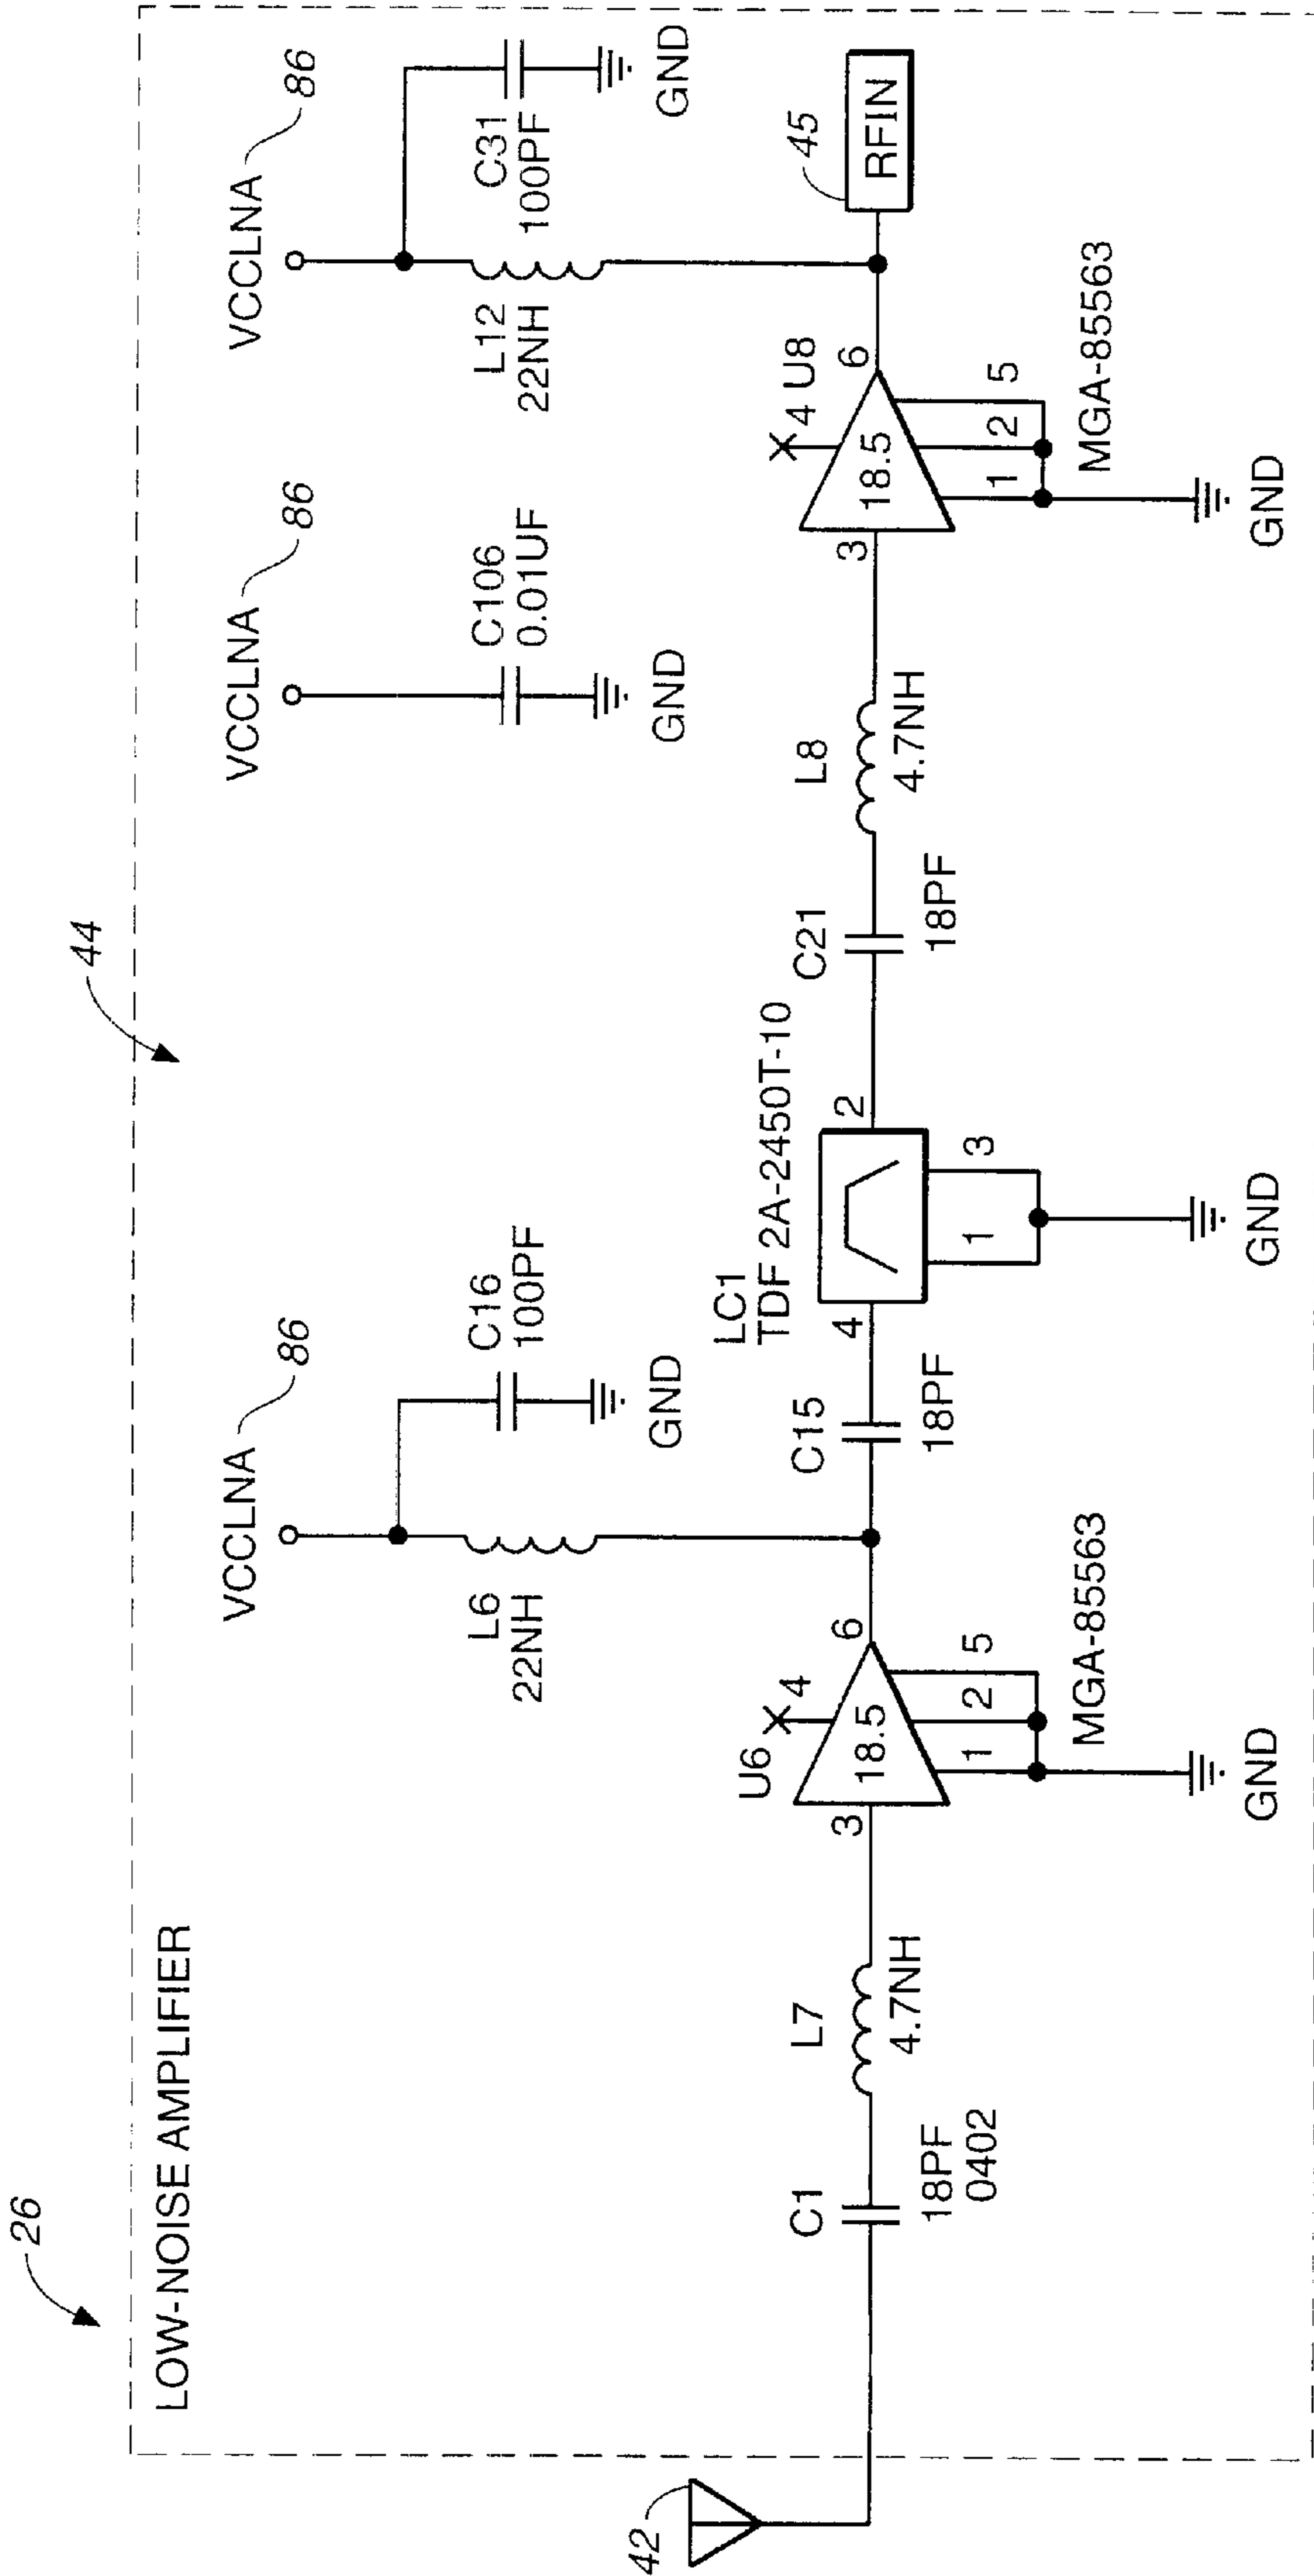 26
44
LOW-NOISE AMPLIFIER
VCCLNA
86
VCCLNA
86
VCCLNA
86
L6
22NH
C16
100PF
GND
C106
0.01UF
GND
L12
22NH
C31
100PF
GND
42
C1
18PF
0402
L7
4.7NH
U6
4
3
18.5
6
1
2
5
MGA-85563
GND
C15
18PF
LC1
TDF 2A-2450T-10
4
2
1
3
GND
C21
18PF
L8
4.7NH
4
U8
3
18.5
6
1
2
5
MGA-85563
GND
45
RFIN